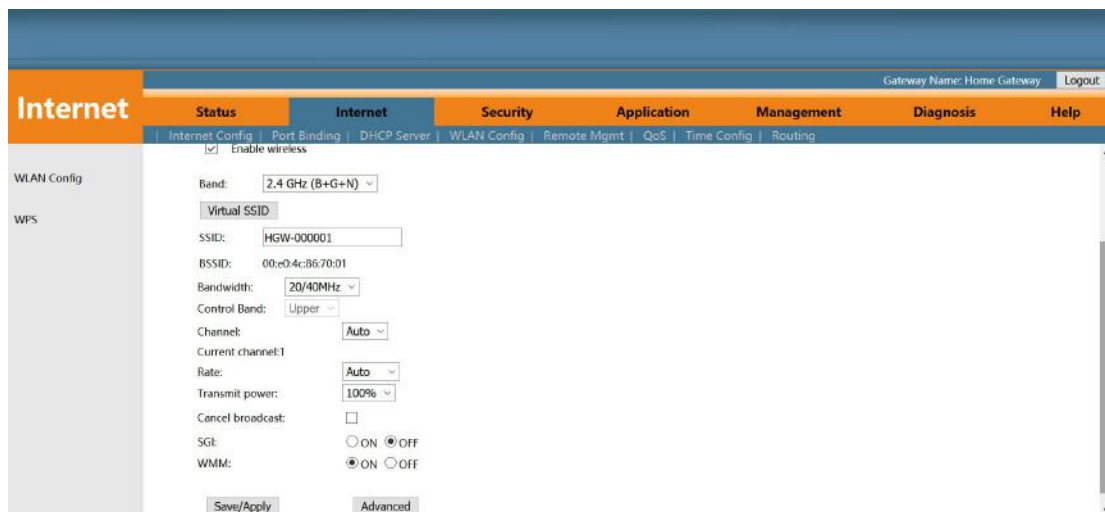 Gateway Name: Home Gateway Logout
Internet
Status Internet Security Application Management Diagnosis Help
| Internet Config | Port Binding | DHCP Server | WLAN Config | Remote Mgmt | QoS | Time Config | Routing
Enable wireless
WLAN Config
WPS
Band: 2.4 GHz (B+G+N)
Virtual SSID
SSID: HGW-000001
BSSID: 00:e0:4c:86:70:01
Bandwidth: 20/40MHz
Control Band: Upper
Channel: Auto
Current channel:1
Rate: Auto
Transmit power: 100%
Cancel broadcast:
SGI: ON OFF
WMM: ON OFF
Save/Apply Advanced